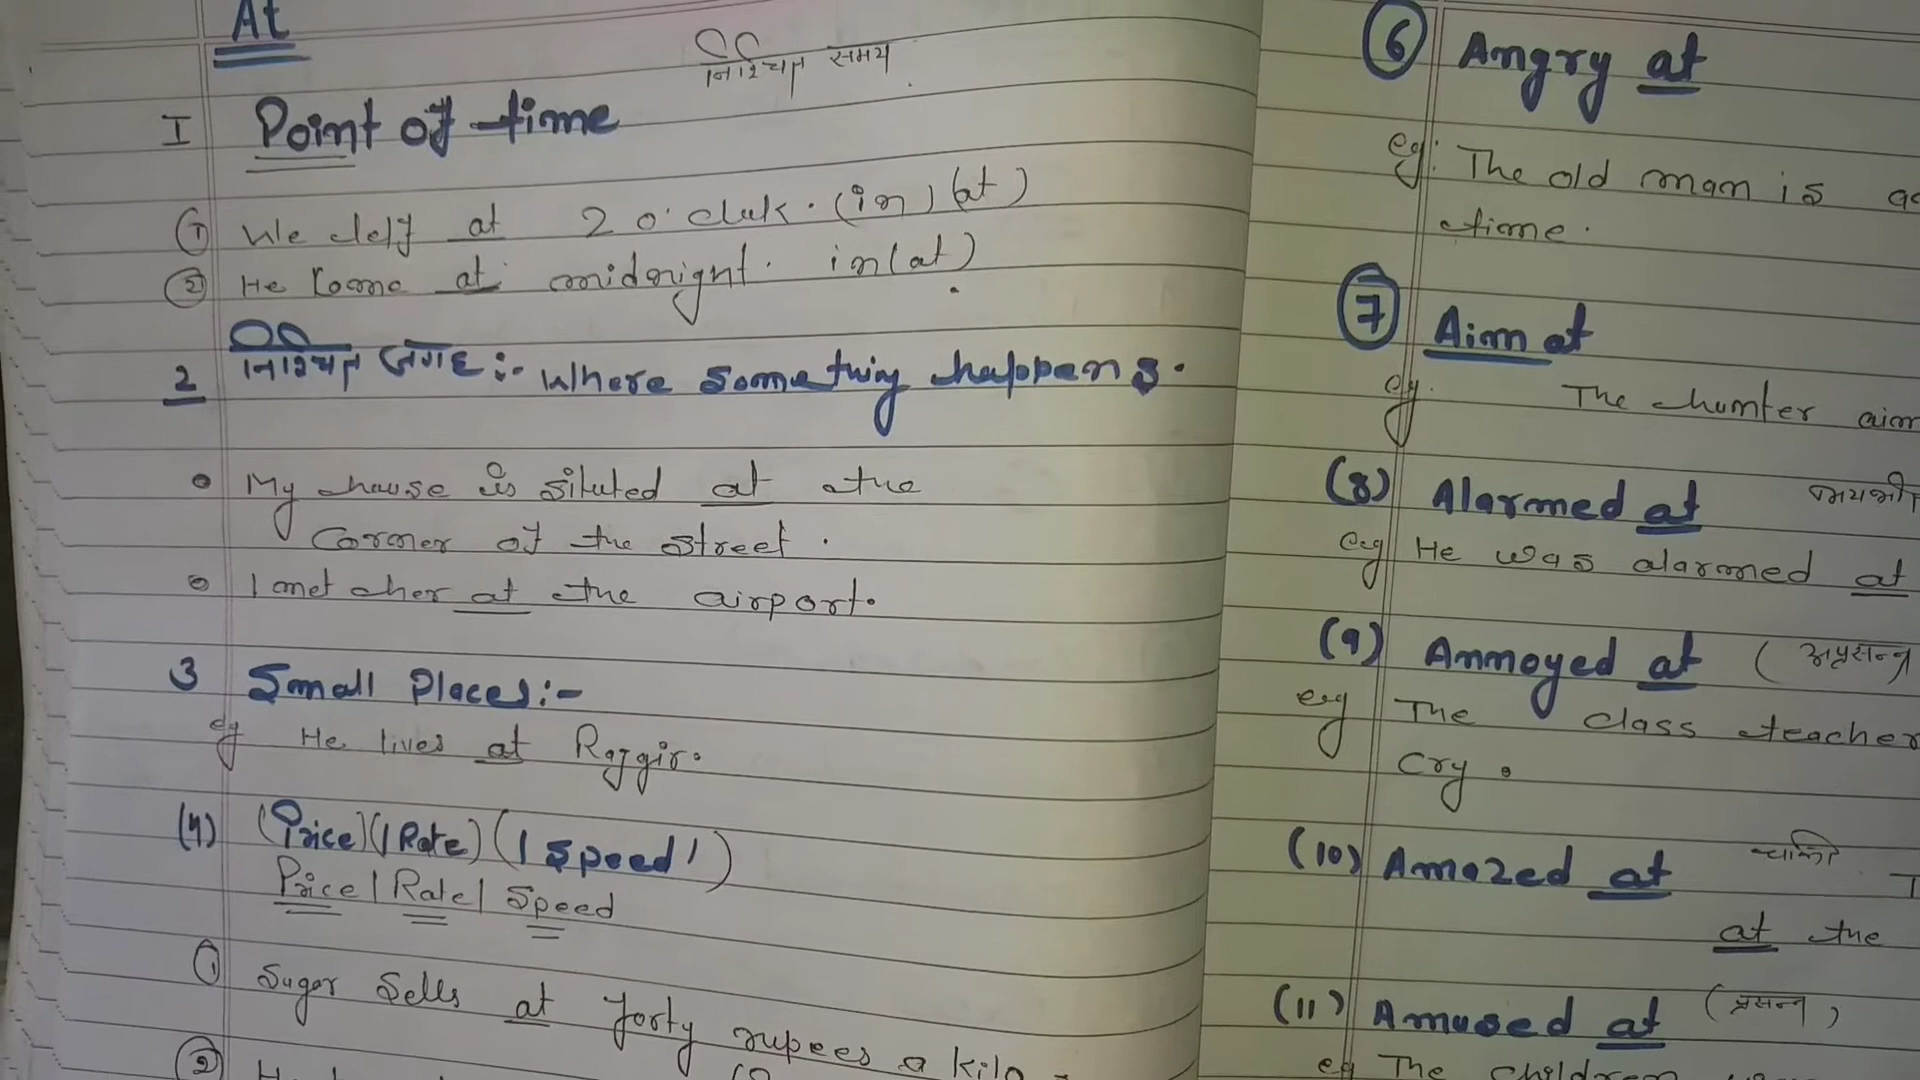 At
निश्चित समय
I Point of time
① We left at 2 o'clock. (in) (at)
② He come at midnight. in (at)
2 निश्चित जगह :- Where something happens.
My house is situted at the
Corner of the street.
I met her at the airport.
3 Small Places:-
eg He lives at Rajgir.
(4) (Price) (Rate) (Speed)
Price / Rate / Speed
① Sugar Sells at forty rupees a kilo
②
⑥ Angry at
eg: The old man is
time.
⑦ Aim at
eg. The hunter aim
(8) Alarmed at
eg He was alarmed at
(9) Annoyed at (अप्रसन्न
eg The class teacher
Cry.
(10) Amazed at
at the
(11) Amused at (प्रसन्न)
eg The children